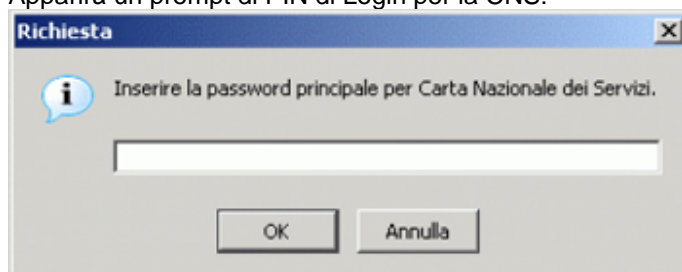 Apparirà un prompt di PIN di Login per la CNS:
Richiesta
Inserire la password principale per Carta Nazionale dei Servizi.
OK
Annulla